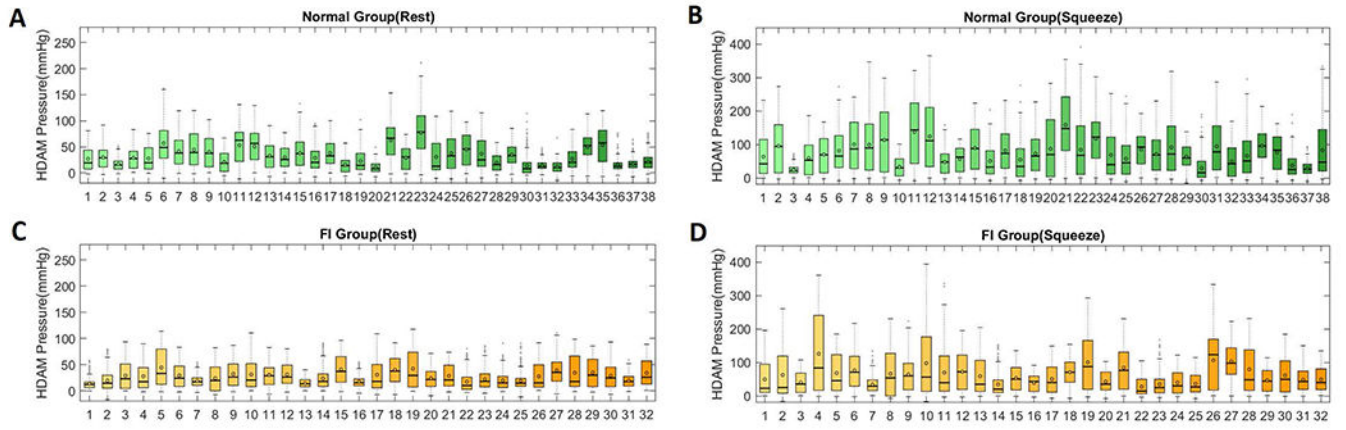 A
Normal Group(Rest)
HDAM Pressure(mmHg)
250
200
150
100
50
0
1 2 3 4 5 6 7 8 9 10 11 12 13 14 15 16 17 18 19 20 21 22 23 24 25 26 27 28 29 30 31 32 33 34 35 36 37 38
B
Normal Group(Squeeze)
HDAM Pressure(mmHg)
400
300
200
100
0
1 2 3 4 5 6 7 8 9 10 11 12 13 14 15 16 17 18 19 20 21 22 23 24 25 26 27 28 29 30 31 32 33 34 35 36 37 38
C
FI Group(Rest)
HDAM Pressure(mmHg)
250
200
150
100
50
0
1 2 3 4 5 6 7 8 9 10 11 12 13 14 15 16 17 18 19 20 21 22 23 24 25 26 27 28 29 30 31 32
D
FI Group(Squeeze)
HDAM Pressure(mmHg)
400
300
200
100
0
1 2 3 4 5 6 7 8 9 10 11 12 13 14 15 16 17 18 19 20 21 22 23 24 25 26 27 28 29 30 31 32